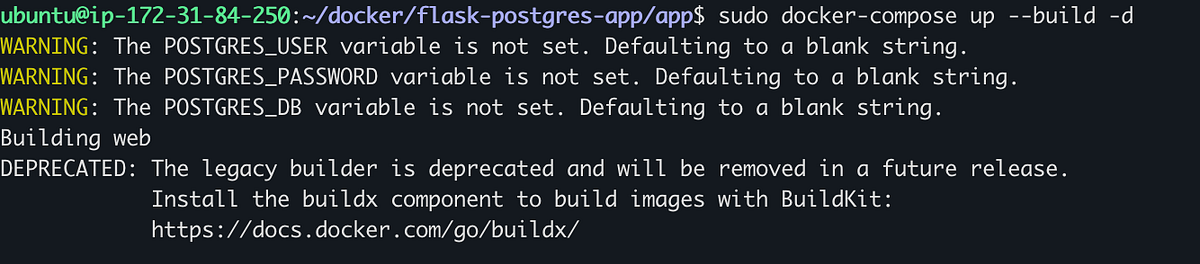 ubuntu@ip-172-31-84-250:~/docker/flask-postgres-app/app$ sudo docker-compose up --build -d
WARNING: The POSTGRES_USER variable is not set. Defaulting to a blank string.
WARNING: The POSTGRES_PASSWORD variable is not set. Defaulting to a blank string.
WARNING: The POSTGRES_DB variable is not set. Defaulting to a blank string.
Building web
DEPRECATED: The legacy builder is deprecated and will be removed in a future release.
            Install the buildx component to build images with BuildKit:
            https://docs.docker.com/go/buildx/